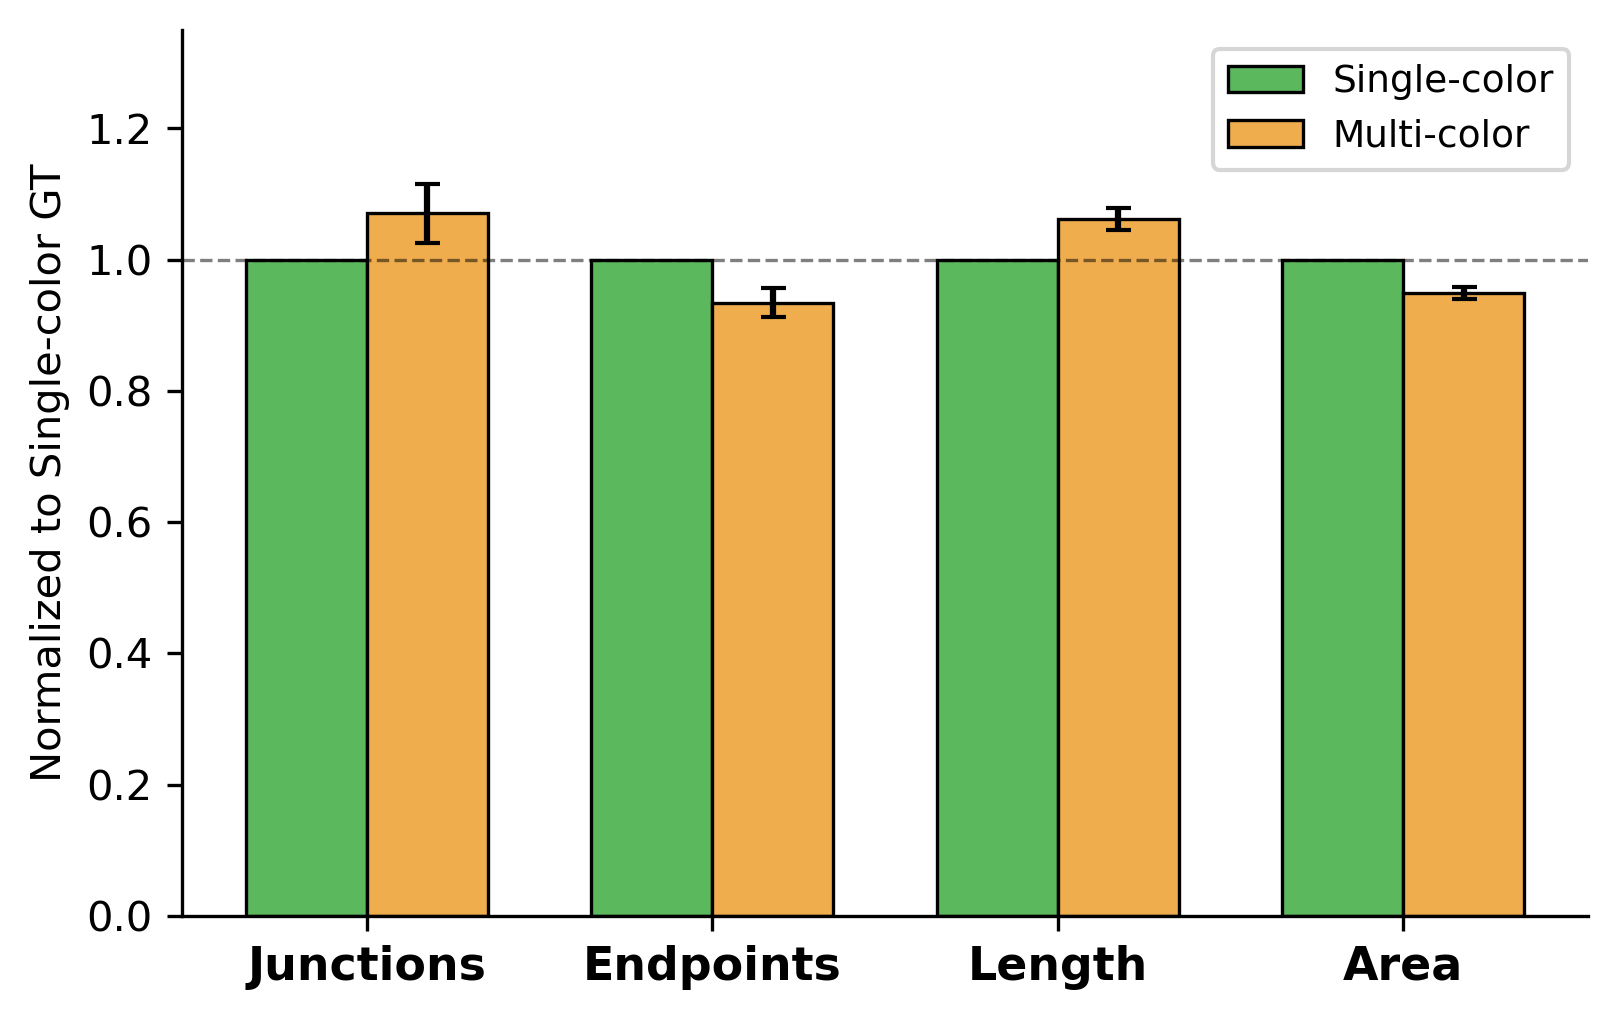 Normalized to Single-color GT
1.2
1.0
0.8
0.6
0.4
0.2
0.0
Single-color
Multi-color
Junctions
Endpoints
Length
Area